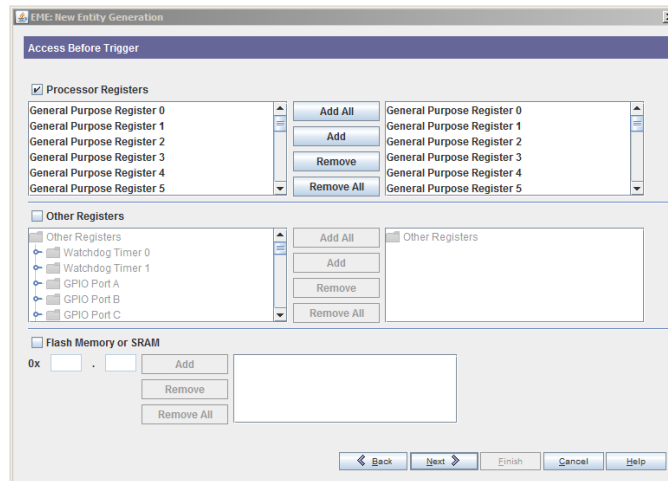 EME: New Entity Generation
Access Before Trigger
Processor Registers
General Purpose Register 0
General Purpose Register 1
General Purpose Register 2
General Purpose Register 3
General Purpose Register 4
General Purpose Register 5
Add All
Add
Remove
Remove All
General Purpose Register 0
General Purpose Register 1
General Purpose Register 2
General Purpose Register 3
General Purpose Register 4
General Purpose Register 5
Other Registers
Other Registers
Watchdog Timer 0
Watchdog Timer 1
GPIO Port A
GPIO Port B
GPIO Port C
Add All
Add
Remove
Remove All
Other Registers
Flash Memory or SRAM
0x .
Add
Remove
Remove All
Back Next Finish Cancel Help